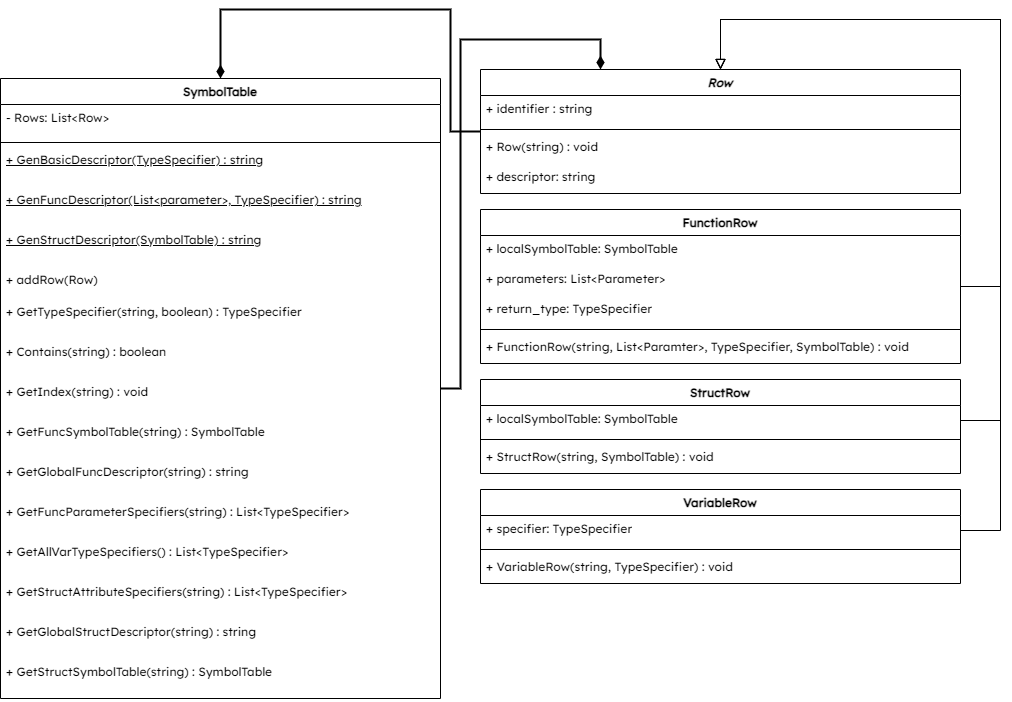 SymbolTable
- Rows: List<Row>
+ GenBasicDescriptor(TypeSpecifier) : string
+ GenFuncDescriptor(List<parameter>, TypeSpecifier) : string
+ GenStructDescriptor(SymbolTable) : string
+ addRow(Row)
+ GetTypeSpecifier(string, boolean) : TypeSpecifier
+ Contains(string) : boolean
+ GetIndex(string) : void
+ GetFuncSymbolTable(string) : SymbolTable
+ GetGlobalFuncDescriptor(string) : string
+ GetFuncParameterSpecifiers(string) : List<TypeSpecifier>
+ GetAllVarTypeSpecifiers() : List<TypeSpecifier>
+ GetStructAttributeSpecifiers(string) : List<TypeSpecifier>
+ GetGlobalStructDescriptor(string) : string
+ GetStructSymbolTable(string) : SymbolTable
Row
+ identifier : string
+ Row(string) : void
+ descriptor: string
FunctionRow
+ localSymbolTable: SymbolTable
+ parameters: List<Parameter>
+ return_type: TypeSpecifier
+ FunctionRow(string, List<Paramter>, TypeSpecifier, SymbolTable) : void
StructRow
+ localSymbolTable: SymbolTable
+ StructRow(string, SymbolTable) : void
VariableRow
+ specifier: TypeSpecifier
+ VariableRow(string, TypeSpecifier) : void